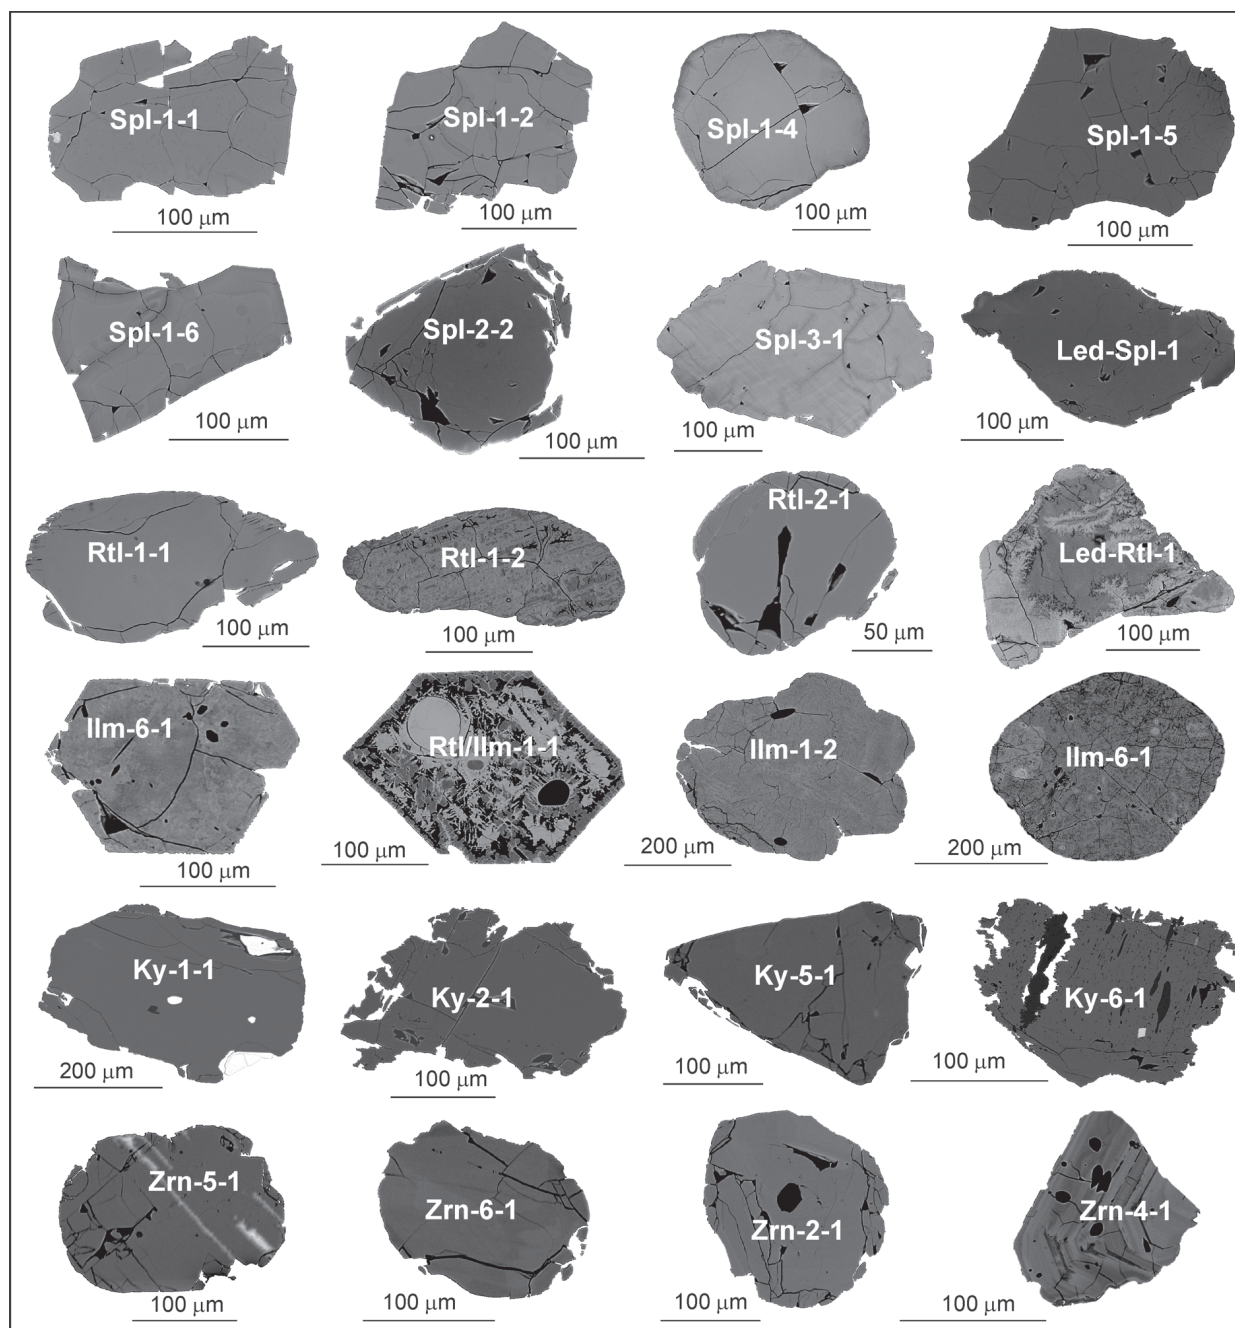 Spl-1-1
100 μm
Spl-1-2
100 μm
Spl-1-4
100 μm
Spl-1-5
100 μm
Spl-1-6
100 μm
Spl-2-2
100 μm
Spl-3-1
100 μm
Led-Spl-1
100 μm
Rtl-1-1
100 μm
Rtl-1-2
100 μm
Rtl-2-1
50 μm
Led-Rtl-1
100 μm
Ilm-6-1
100 μm
Rtl/Ilm-1-1
100 μm
Ilm-1-2
200 μm
Ilm-6-1
200 μm
Ky-1-1
200 μm
Ky-2-1
100 μm
Ky-5-1
100 μm
Ky-6-1
100 μm
Zrn-5-1
100 μm
Zrn-6-1
100 μm
Zrn-2-1
100 μm
Zrn-4-1
100 μm